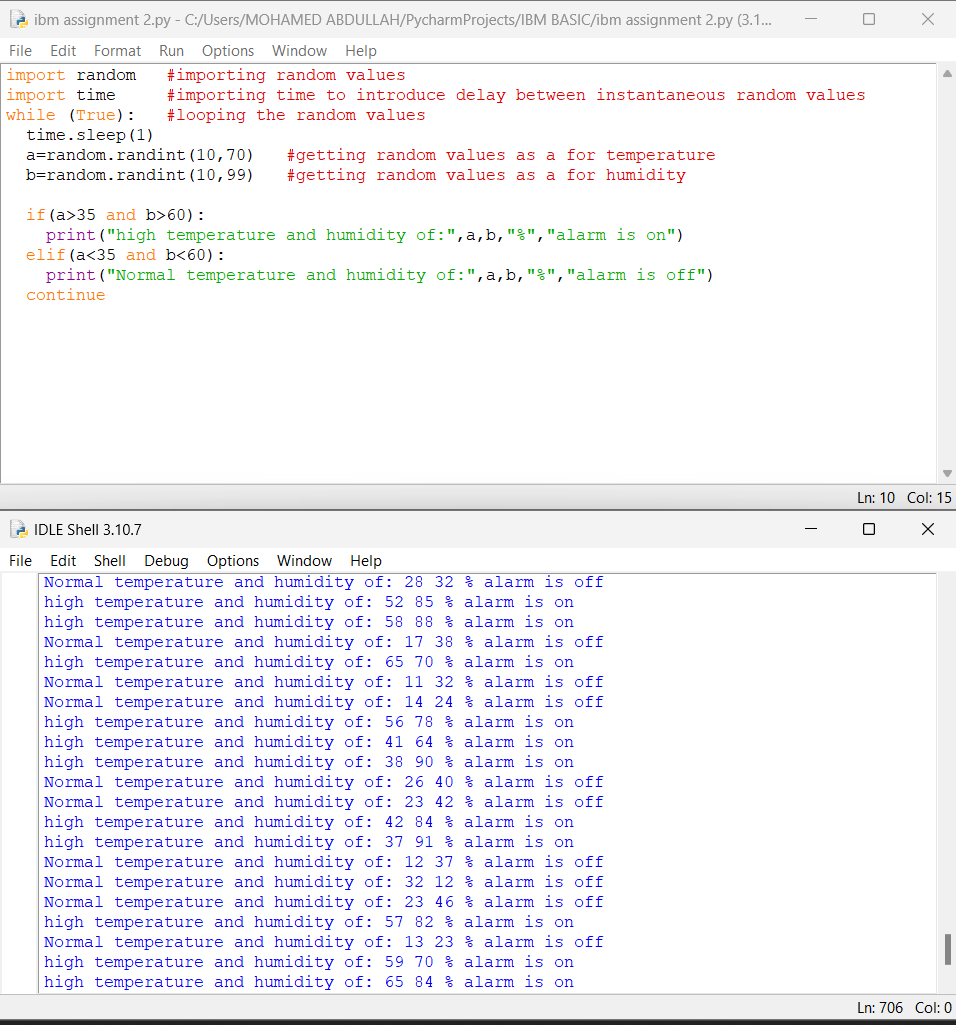 ibm assignment 2.py - C:/Users/MOHAMED ABDULLAH/PycharmProjects/IBM BASIC/ibm assignment 2.py (3.1...
File Edit Format Run Options Window Help
import random   #importing random values
import time     #importing time to introduce delay between instantaneous random values
while (True):   #looping the random values
  time.sleep(1)
  a=random.randint(10,70)   #getting random values as a for temperature
  b=random.randint(10,99)   #getting random values as a for humidity
  if(a>35 and b>60):
    print("high temperature and humidity of:",a,b,"%","alarm is on")
  elif(a<35 and b<60):
    print("Normal temperature and humidity of:",a,b,"%","alarm is off")
  continue
Ln: 10 Col: 15
IDLE Shell 3.10.7
File Edit Shell Debug Options Window Help
Normal temperature and humidity of: 28 32 % alarm is off
high temperature and humidity of: 52 85 % alarm is on
high temperature and humidity of: 58 88 % alarm is on
Normal temperature and humidity of: 17 38 % alarm is off
high temperature and humidity of: 65 70 % alarm is on
Normal temperature and humidity of: 11 32 % alarm is off
Normal temperature and humidity of: 14 24 % alarm is off
high temperature and humidity of: 56 78 % alarm is on
high temperature and humidity of: 41 64 % alarm is on
high temperature and humidity of: 38 90 % alarm is on
Normal temperature and humidity of: 26 40 % alarm is off
Normal temperature and humidity of: 23 42 % alarm is off
high temperature and humidity of: 42 84 % alarm is on
high temperature and humidity of: 37 91 % alarm is on
Normal temperature and humidity of: 12 37 % alarm is off
Normal temperature and humidity of: 32 12 % alarm is off
Normal temperature and humidity of: 23 46 % alarm is off
high temperature and humidity of: 57 82 % alarm is on
Normal temperature and humidity of: 13 23 % alarm is off
high temperature and humidity of: 59 70 % alarm is on
high temperature and humidity of: 65 84 % alarm is on
Ln: 706 Col: 0